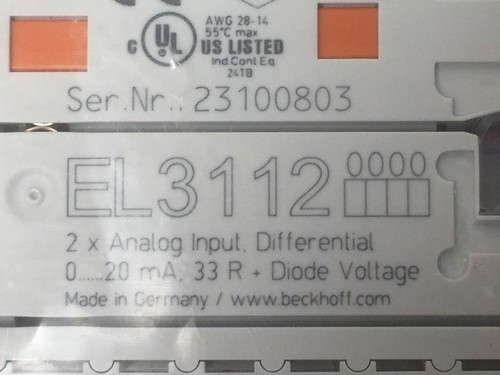 AWG 28-14
55°C max
c UL US LISTED
Ind.Cont.Eq.
24TB
Ser.Nr.: 23100803
EL3112 0000
2 x Analog Input, Differential
0......20 mA, 33 R + Diode Voltage
Made in Germany / www.beckhoff.com